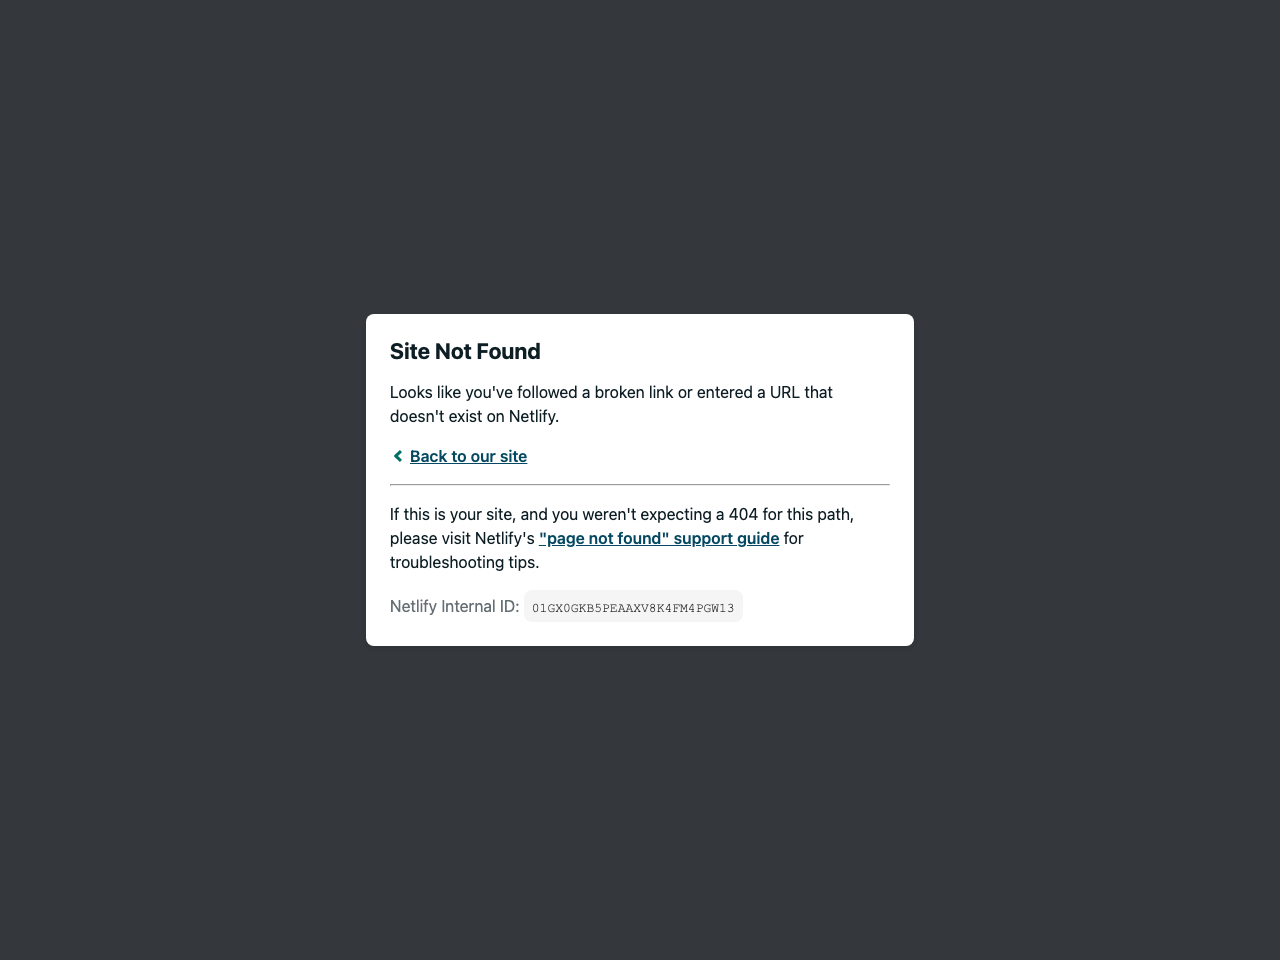 Site Not Found
Looks like you've followed a broken link or entered a URL that
doesn't exist on Netlify.
Back to our site
If this is your site, and you weren't expecting a 404 for this path,
please visit Netlify's "page not found" support guide for
troubleshooting tips.
Netlify Internal ID: 01GX0GKB5PEAAXV8K4FM4PGW13